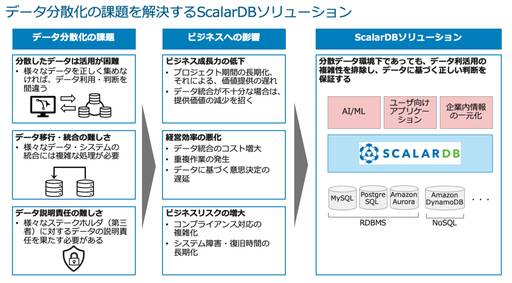 データ分散化の課題を解決するScalarDBソリューション
データ分散化の課題
分散したデータは活用が困難
• 様々なデータを正しく集めな
ければ、データ利用・判断を
間違う
データ移行・統合の難しさ
• 様々なデータ・システムの
統合には複雑な処理が必要
データ説明責任の難しさ
• 様々なステークホルダ（第三
者）に対するデータの説明責
任を果たす必要がある
ビジネスへの影響
ビジネス成長力の低下
• プロジェクト期間の長期化、
それによる、価値提供の遅れ
• データ統合が不十分な場合は、
提供価値の減少を招く
経営効率の悪化
• データ統合のコスト増大
• 重複作業の発生
• データに基づく意思決定の
遅延
ビジネスリスクの増大
• コンプライアンス対応の
複雑化
• システム障害・復旧時間の
長期化
ScalarDBソリューション
分散データ環境下であっても、データ利活用の
複雑性を排除し、データに基づく正しい判断を
保証する
AI/ML
ユーザ向け
アプリケー
ション
企業内情報
の一元化
SCALARDB
MySQL
Postgre
SQL
Amazon
Aurora
Amazon
DynamoDB
・・・
RDBMS
NoSQL